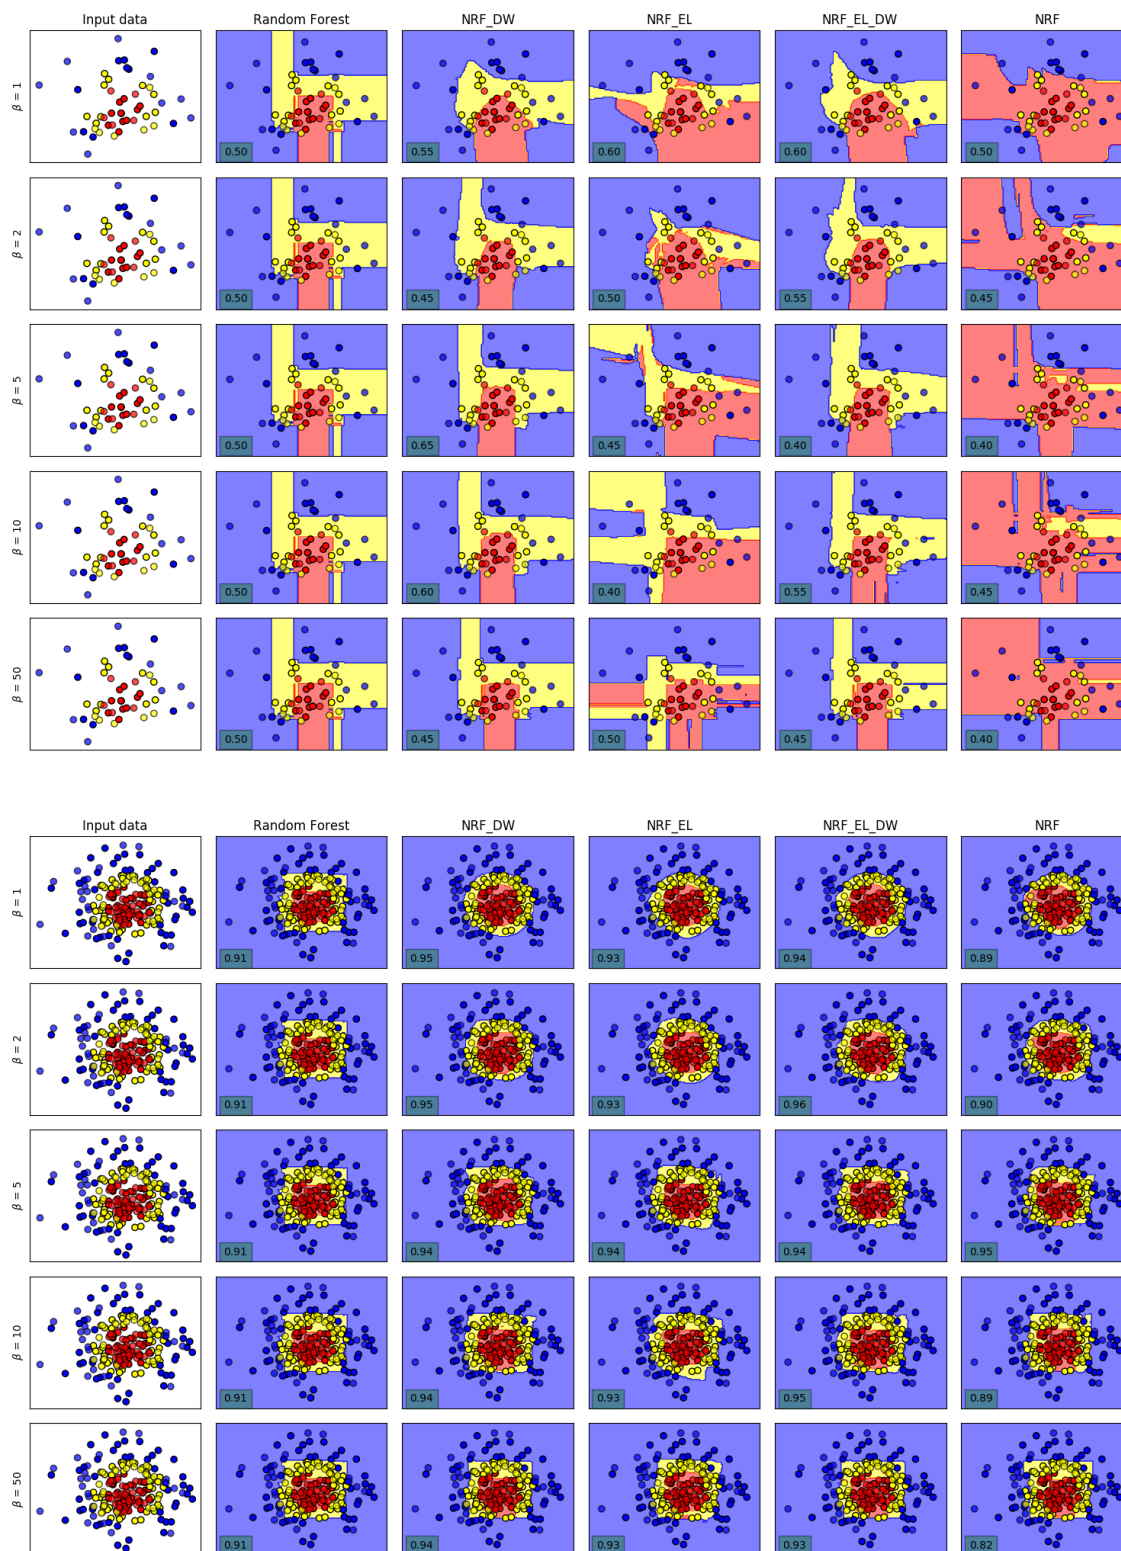 Input data Random Forest NRF_DW NRF_EL NRF_EL_DW NRF
β = 1
0.50 0.55 0.60 0.60 0.50
β = 2
0.50 0.45 0.50 0.55 0.45
β = 5
0.50 0.65 0.45 0.40 0.40
β = 10
0.50 0.60 0.40 0.55 0.45
β = 50
0.50 0.45 0.50 0.45 0.40
Input data Random Forest NRF_DW NRF_EL NRF_EL_DW NRF
β = 1
0.91 0.95 0.93 0.94 0.89
β = 2
0.91 0.95 0.93 0.96 0.90
β = 5
0.91 0.94 0.94 0.94 0.95
β = 10
0.91 0.94 0.93 0.95 0.89
β = 50
0.91 0.94 0.93 0.93 0.82